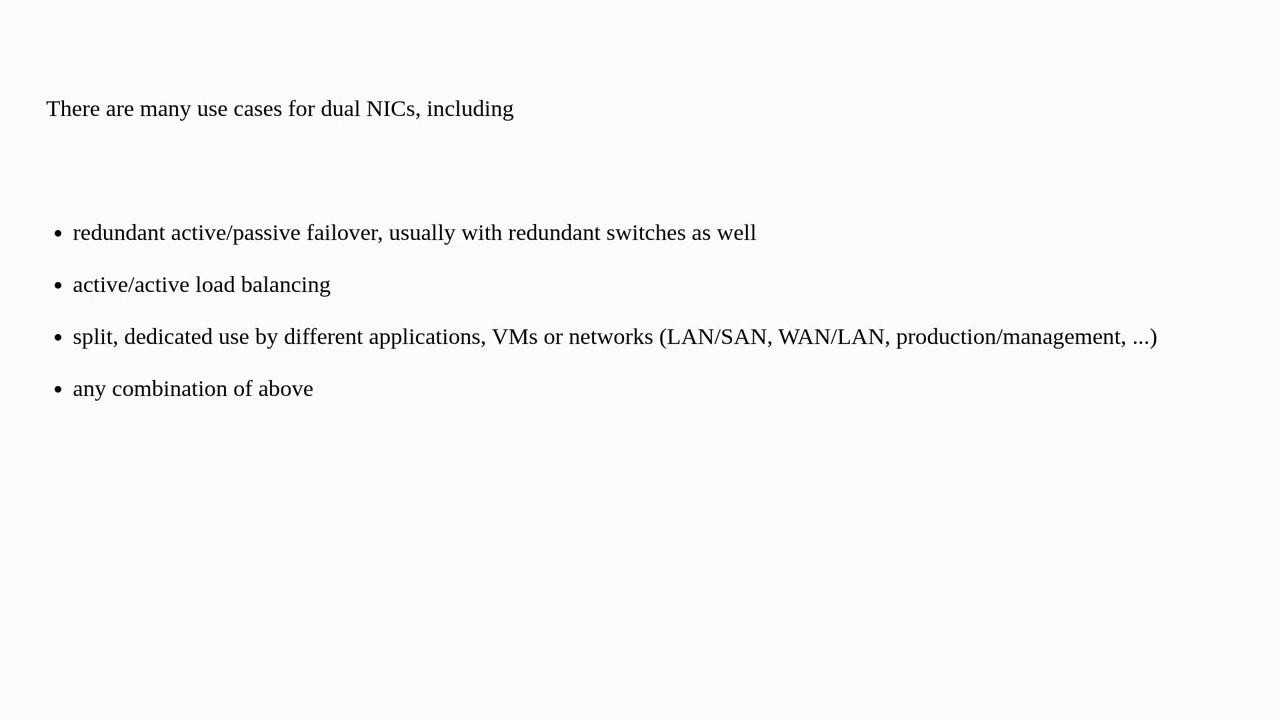 There are many use cases for dual NICs, including
• redundant active/passive failover, usually with redundant switches as well
• active/active load balancing
• split, dedicated use by different applications, VMs or networks (LAN/SAN, WAN/LAN, production/management, ...)
• any combination of above